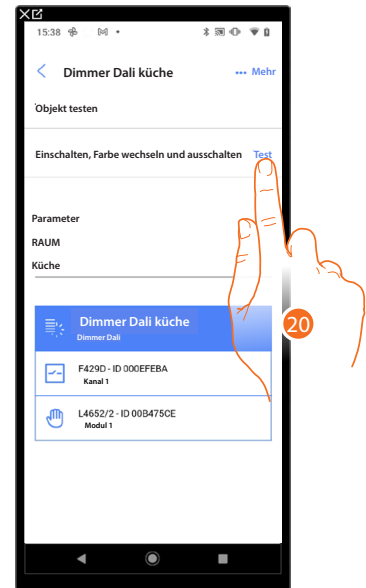 15:38
Dimmer Dali küche
••• Mehr
Objekt testen
Einschalten, Farbe wechseln und ausschalten Test
Parameter
RAUM
Küche
Dimmer Dali küche
Dimmer Dali
F429D - ID 000EFEBA
Kanal 1
L4652/2 - ID 00B475CE
Modul 1
20